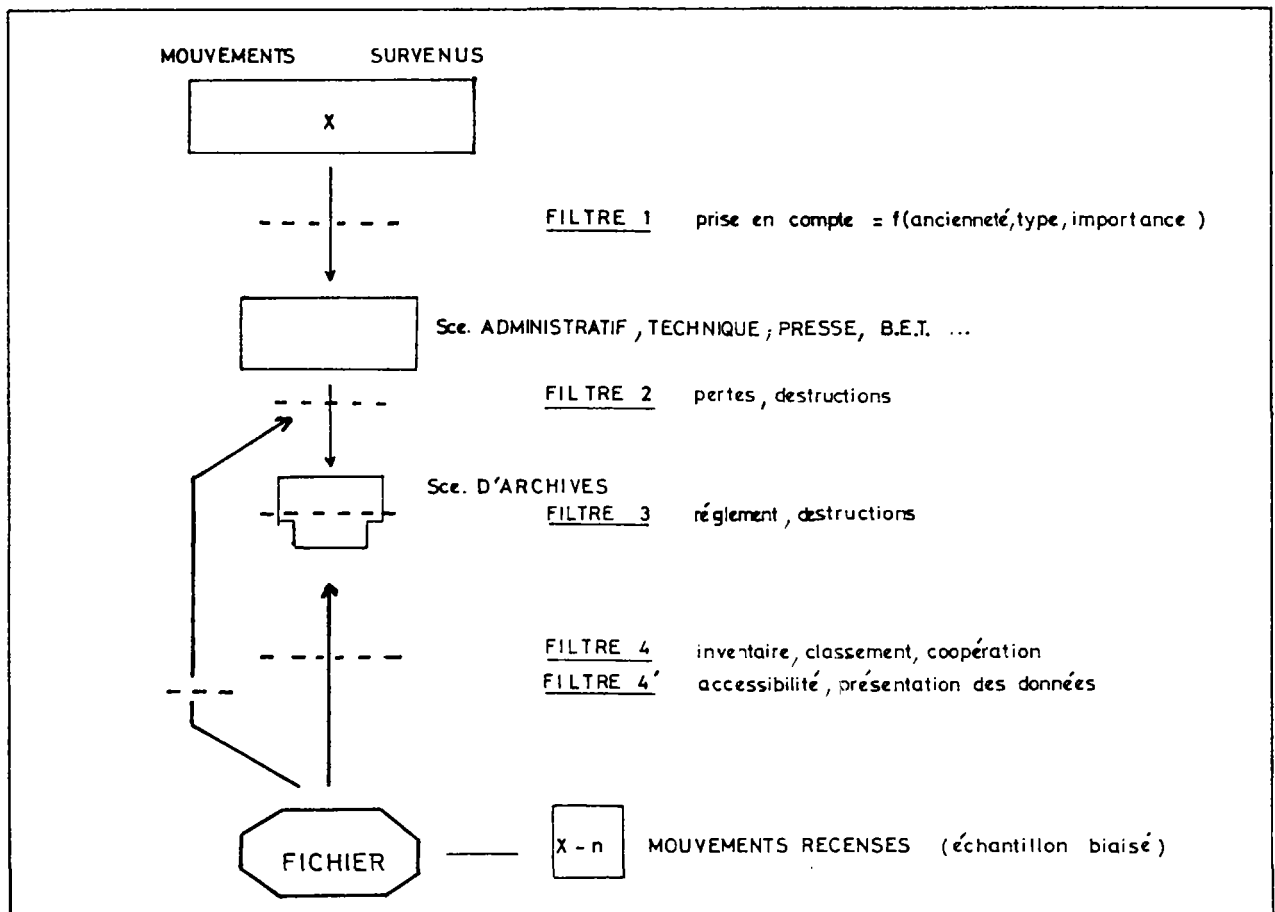 MOUVEMENTS SURVENUS
X
FILTRE 1 prise en compte = f(ancienneté, type, importance )
Sce. ADMINISTRATIF , TECHNIQUE ; PRESSE, B.E.T. ...
FILTRE 2 pertes , destructions
Sce. D'ARCHIVES
FILTRE 3 réglement , destructions
FILTRE 4 inventaire, classement, coopération
FILTRE 4' accessibilité , présentation des données
FICHIER
X - n MOUVEMENTS RECENSES (échantillon biaisé)